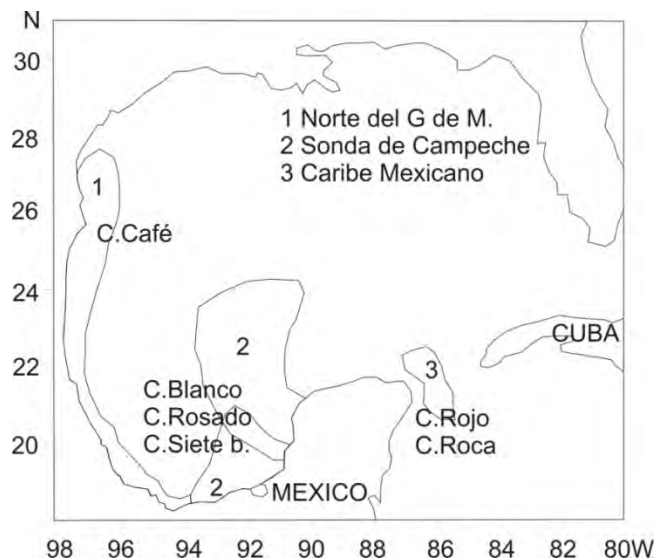 N
30
28
26
24
22
20
1 Norte del G de M.
2 Sonda de Campeche
3 Caribe Mexicano
1
C.Café
2
3
CUBA
C.Blanco
C.Rosado
C.Siete b.
C.Rojo
C.Roca
2
MEXICO
98 96 94 92 90 88 86 84 82 80W